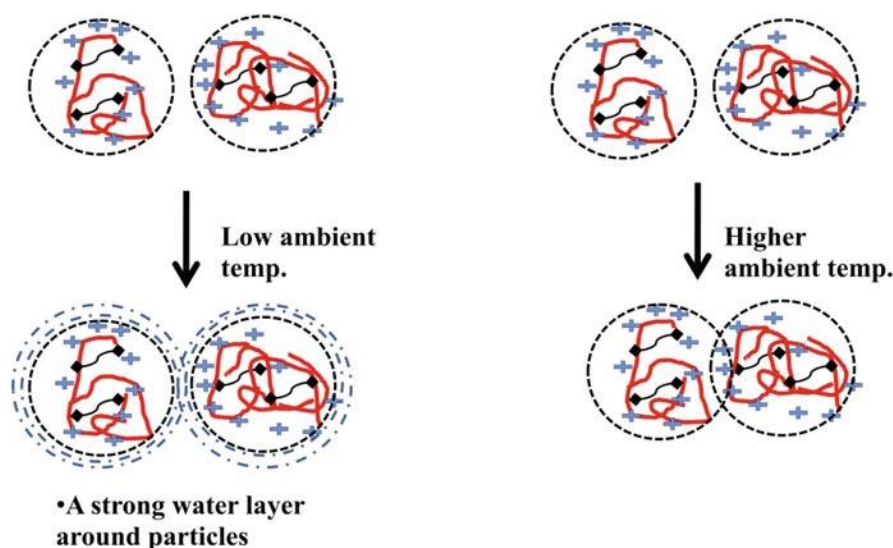 Low ambient
temp.
Higher
ambient temp.
•A strong water layer
around particles